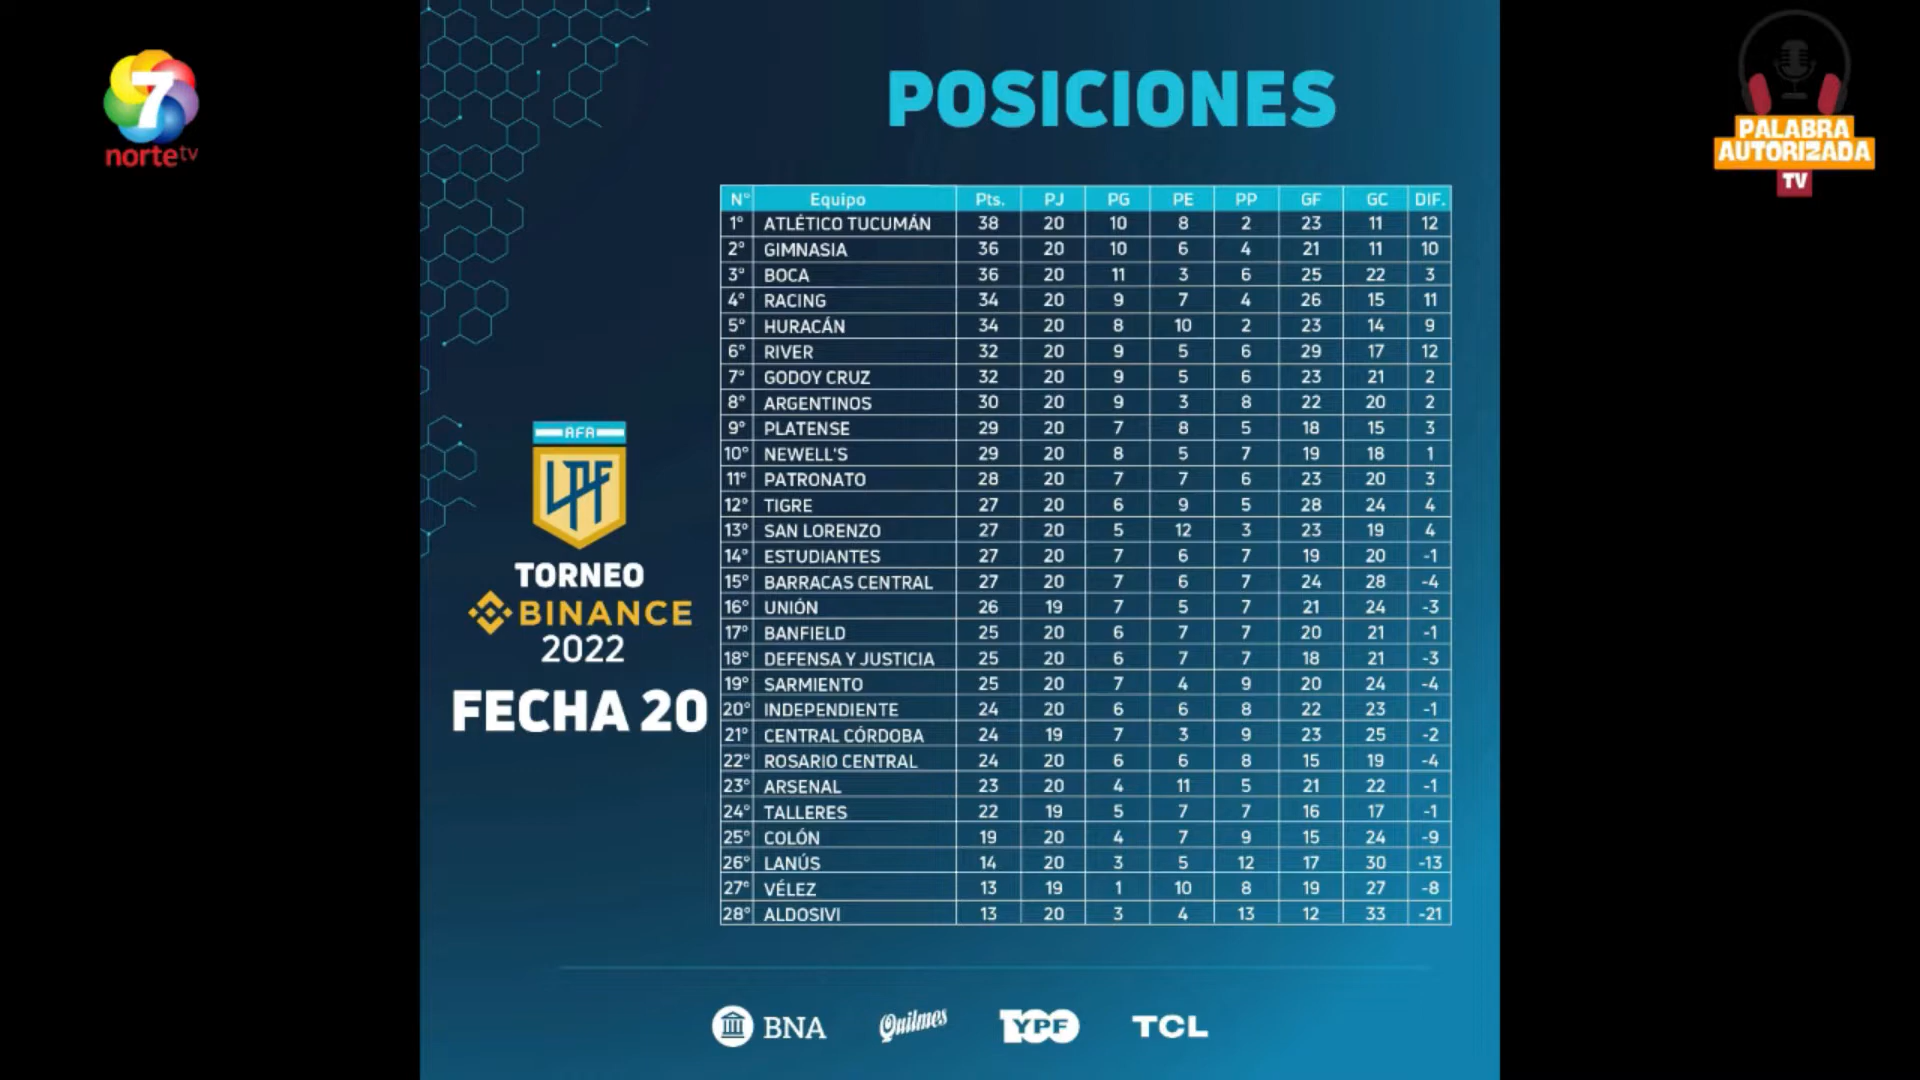 7
nortetv
PALABRA
AUTORIZADA
TV
POSICIONES
N° Equipo Pts. PJ PG PE PP GF GC DIF.
1° ATLÉTICO TUCUMÁN 38 20 10 8 2 23 11 12
2° GIMNASIA 36 20 10 6 4 21 11 10
3° BOCA 36 20 11 3 6 25 22 3
4° RACING 34 20 9 7 4 26 15 11
5° HURACÁN 34 20 8 10 2 23 14 9
6° RIVER 32 20 9 5 6 29 17 12
7° GODOY CRUZ 32 20 9 5 6 23 21 2
8° ARGENTINOS 30 20 9 3 8 22 20 2
9° PLATENSE 29 20 7 8 5 18 15 3
10° NEWELL'S 29 20 8 5 7 19 18 1
11° PATRONATO 28 20 7 7 6 23 20 3
12° TIGRE 27 20 6 9 5 28 24 4
13° SAN LORENZO 27 20 5 12 3 23 19 4
14° ESTUDIANTES 27 20 7 6 7 19 20 -1
15° BARRACAS CENTRAL 27 20 7 6 7 24 28 -4
16° UNIÓN 26 19 7 5 7 21 24 -3
17° BANFIELD 25 20 6 7 7 20 21 -1
18° DEFENSA Y JUSTICIA 25 20 6 7 7 18 21 -3
19° SARMIENTO 25 20 7 4 9 20 24 -4
20° INDEPENDIENTE 24 20 6 6 8 22 23 -1
21° CENTRAL CÓRDOBA 24 19 7 3 9 23 25 -2
22° ROSARIO CENTRAL 24 20 6 6 8 15 19 -4
23° ARSENAL 23 20 4 11 5 21 22 -1
24° TALLERES 22 19 5 7 7 16 17 -1
25° COLÓN 19 20 4 7 9 15 24 -9
26° LANÚS 14 20 3 5 12 17 30 -13
27° VÉLEZ 13 19 1 10 8 19 27 -8
28° ALDOSIVI 13 20 3 4 13 12 33 -21
AFA
LPF
TORNEO
BINANCE
2022
FECHA 20
BNA Quilmes YPF TCL